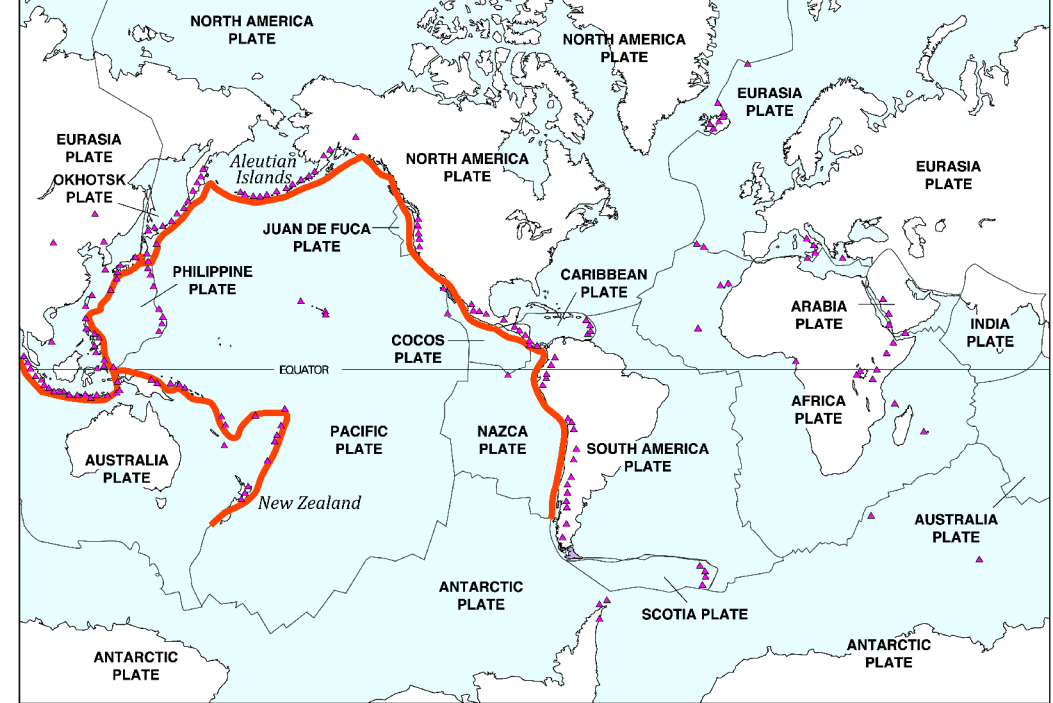 NORTH AMERICA
PLATE
NORTH AMERICA
PLATE
EURASIA
PLATE
EURASIA
PLATE
OKHOTSK
PLATE
Aleutian
Islands
NORTH AMERICA
PLATE
EURASIA
PLATE
JUAN DE FUCA
PLATE
PHILIPPINE
PLATE
CARIBBEAN
PLATE
ARABIA
PLATE
INDIA
PLATE
COCOS
PLATE
EQUATOR
AFRICA
PLATE
PACIFIC
PLATE
NAZCA
PLATE
SOUTH AMERICA
PLATE
AUSTRALIA
PLATE
New Zealand
AUSTRALIA
PLATE
ANTARCTIC
PLATE
SCOTIA PLATE
ANTARCTIC
PLATE
ANTARCTIC
PLATE